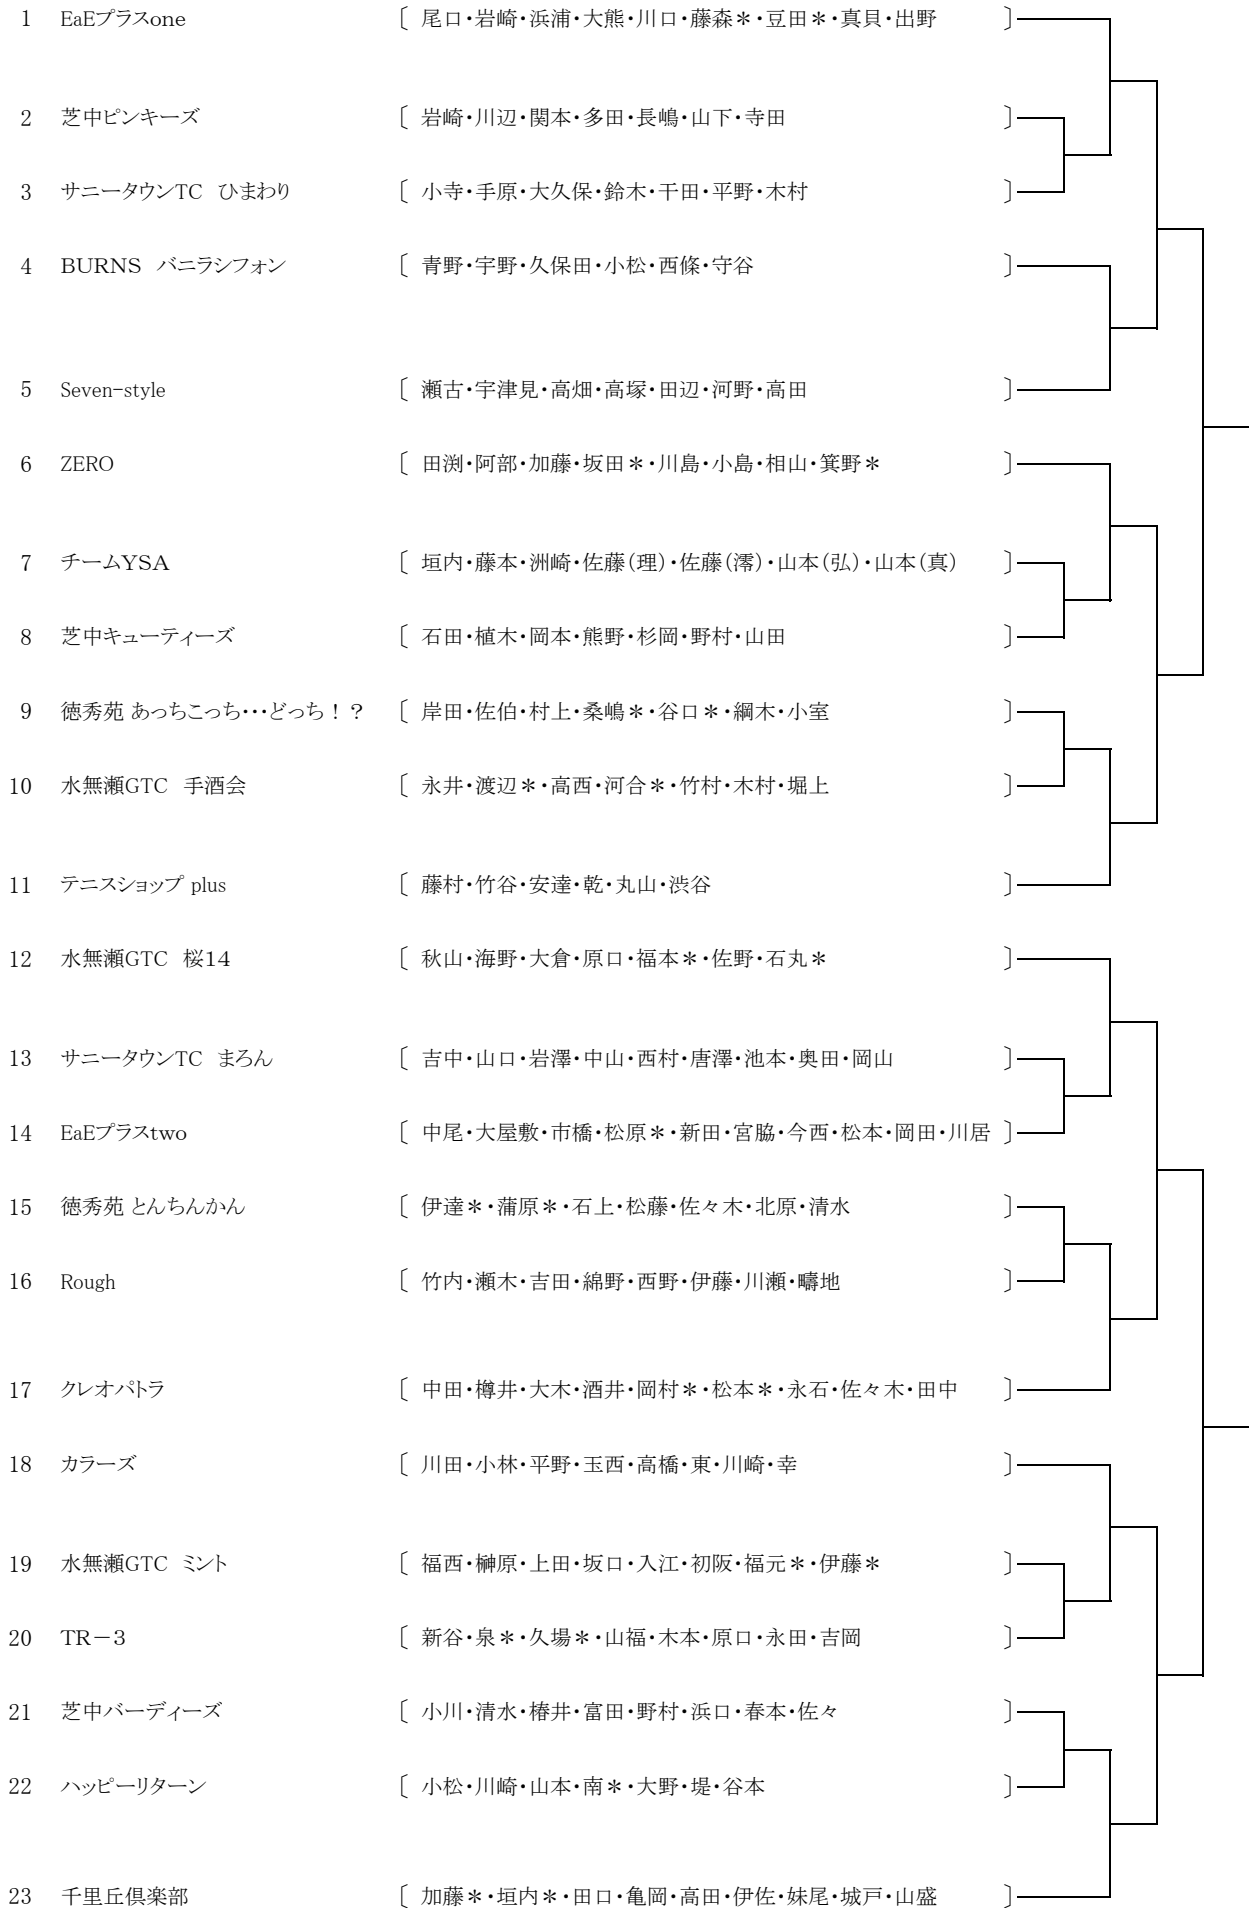 1 EaEプラスone 〔 尾口・岩崎・浜浦・大熊・川口・藤森＊・豆田＊・真貝・出野 〕
2 芝中ピンキーズ 〔 岩崎・川辺・関本・多田・長嶋・山下・寺田 〕
3 サニータウンTC　ひまわり 〔 小寺・手原・大久保・鈴木・干田・平野・木村 〕
4 BURNS　バニラシフォン 〔 青野・宇野・久保田・小松・西條・守谷 〕
5 Seven-style 〔 瀬古・宇津見・高畑・高塚・田辺・河野・高田 〕
6 ZERO 〔 田渕・阿部・加藤・坂田＊・川島・小島・相山・箕野＊ 〕
7 チームYSA 〔 垣内・藤本・洲崎・佐藤(理)・佐藤(澪)・山本(弘)・山本(真) 〕
8 芝中キューティーズ 〔 石田・植木・岡本・熊野・杉岡・野村・山田 〕
9 徳秀苑 あっちこっち・・・どっち！？ 〔 岸田・佐伯・村上・桑嶋＊・谷口＊・綱木・小室 〕
10 水無瀬GTC　手酒会 〔 永井・渡辺＊・高西・河合＊・竹村・木村・堀上 〕
11 テニスショップ plus 〔 藤村・竹谷・安達・乾・丸山・渋谷 〕
12 水無瀬GTC　桜14 〔 秋山・海野・大倉・原口・福本＊・佐野・石丸＊ 〕
13 サニータウンTC　まろん 〔 吉中・山口・岩澤・中山・西村・唐澤・池本・奥田・岡山 〕
14 EaEプラスtwo 〔 中尾・大屋敷・市橋・松原＊・新田・宮脇・今西・松本・岡田・川居 〕
15 徳秀苑 とんちんかん 〔 伊達＊・蒲原＊・石上・松藤・佐々木・北原・清水 〕
16 Rough 〔 竹内・瀬木・吉田・綿野・西野・伊藤・川瀬・疇地 〕
17 クレオパトラ 〔 中田・樽井・大木・酒井・岡村＊・松本＊・永石・佐々木・田中 〕
18 カラーズ 〔 川田・小林・平野・玉西・高橋・東・川崎・幸 〕
19 水無瀬GTC　ミント 〔 福西・榊原・上田・坂口・入江・初阪・福元＊・伊藤＊ 〕
20 TR－3 〔 新谷・泉＊・久場＊・山福・木本・原口・永田・吉岡 〕
21 芝中バーディーズ 〔 小川・清水・椿井・富田・野村・浜口・春本・佐々 〕
22 ハッピーリターン 〔 小松・川崎・山本・南＊・大野・堤・谷本 〕
23 千里丘倶楽部 〔 加藤＊・垣内＊・田口・亀岡・高田・伊佐・妹尾・城戸・山盛 〕